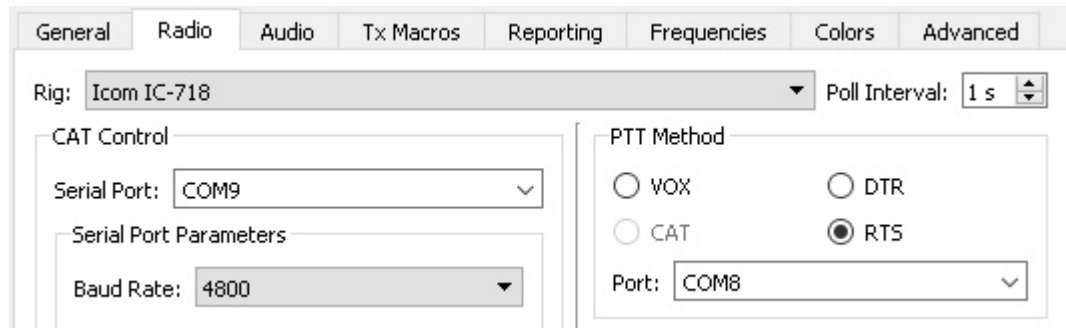 General Radio Audio Tx Macros Reporting Frequencies Colors Advanced
Rig: Icom IC-718 Poll Interval: 1 s
CAT Control
Serial Port: COM9
Serial Port Parameters
Baud Rate: 4800
PTT Method
VOX DTR
CAT RTS
Port: COM8